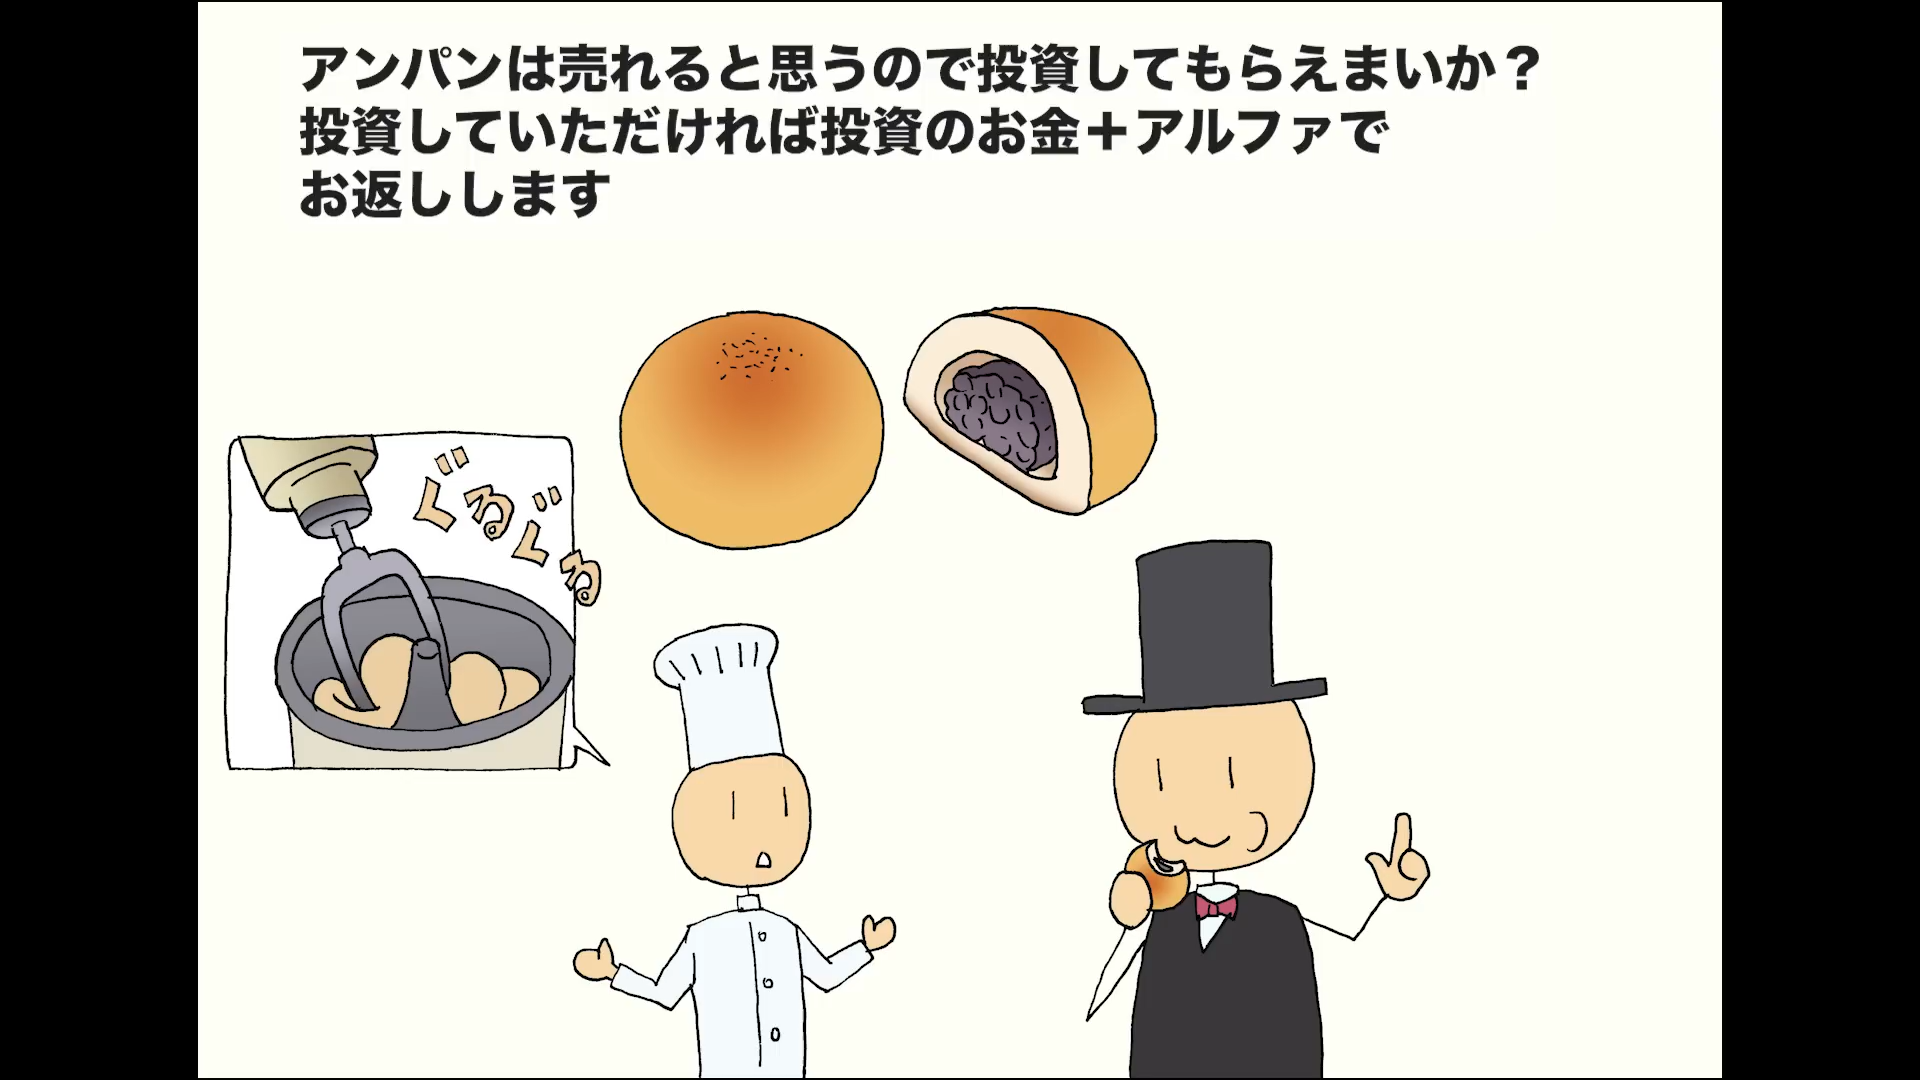 アンパンは売れると思うので投資してもらえまいか？
投資していただければ投資のお金＋アルファで
お返しします
ぐるぐる